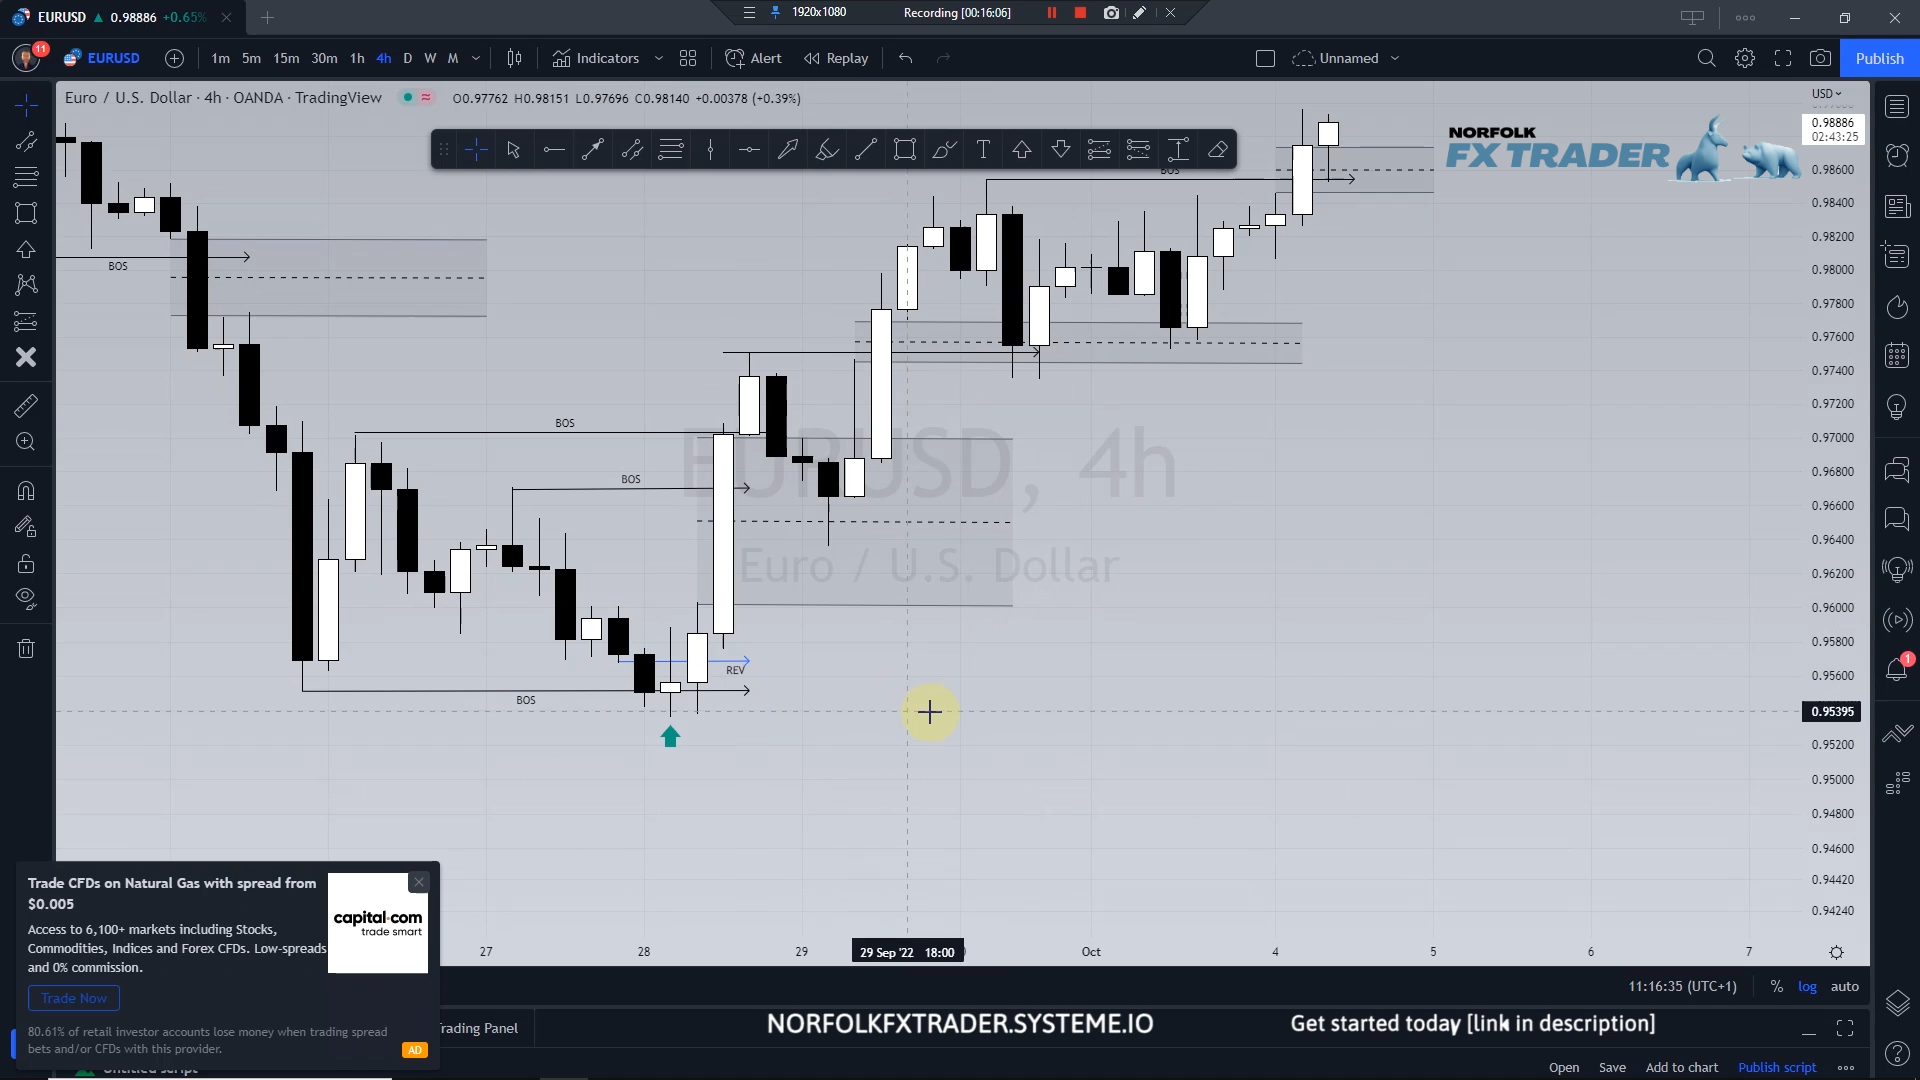 EURUSD ▲ 0.98886 +0.65%
1920x1080
Recording [00:16:06]
11
EURUSD
1m 5m 15m 30m 1h 4h D W M
Indicators
Alert
Replay
Unnamed
Publish
Euro / U.S. Dollar · 4h · OANDA · TradingView
O0.97762 H0.98151 L0.97696 C0.98140 +0.00378 (+0.39%)
USD
0.98886
02:43:25
NORFOLK
FX TRADER
BOS
0.98600
0.98400
0.98200
BOS
0.98000
0.97800
0.97600
0.97400
0.97200
BOS
0.97000
EURUSD, 4h
0.96800
BOS
0.96600
0.96400
Euro / U.S. Dollar
0.96200
0.96000
0.95800
REV
0.95600
1
BOS
0.95395
0.95200
0.95000
0.94800
0.94600
0.94420
0.94240
27
28
29
29 Sep '22 18:00
Oct
4
5
6
7
Trade CFDs on Natural Gas with spread from
$0.005
Access to 6,100+ markets including Stocks,
Commodities, Indices and Forex CFDs. Low-spreads
and 0% commission.
capital.com
trade smart
Trade Now
80.61% of retail investor accounts lose money when trading spread
bets and/or CFDs with this provider.
AD
11:16:35 (UTC+1)
%
log
auto
Trading Panel
NORFOLKFXTRADER.SYSTEME.IO
Get started today [link in description]
Untitled script
Open
Save
Add to chart
Publish script